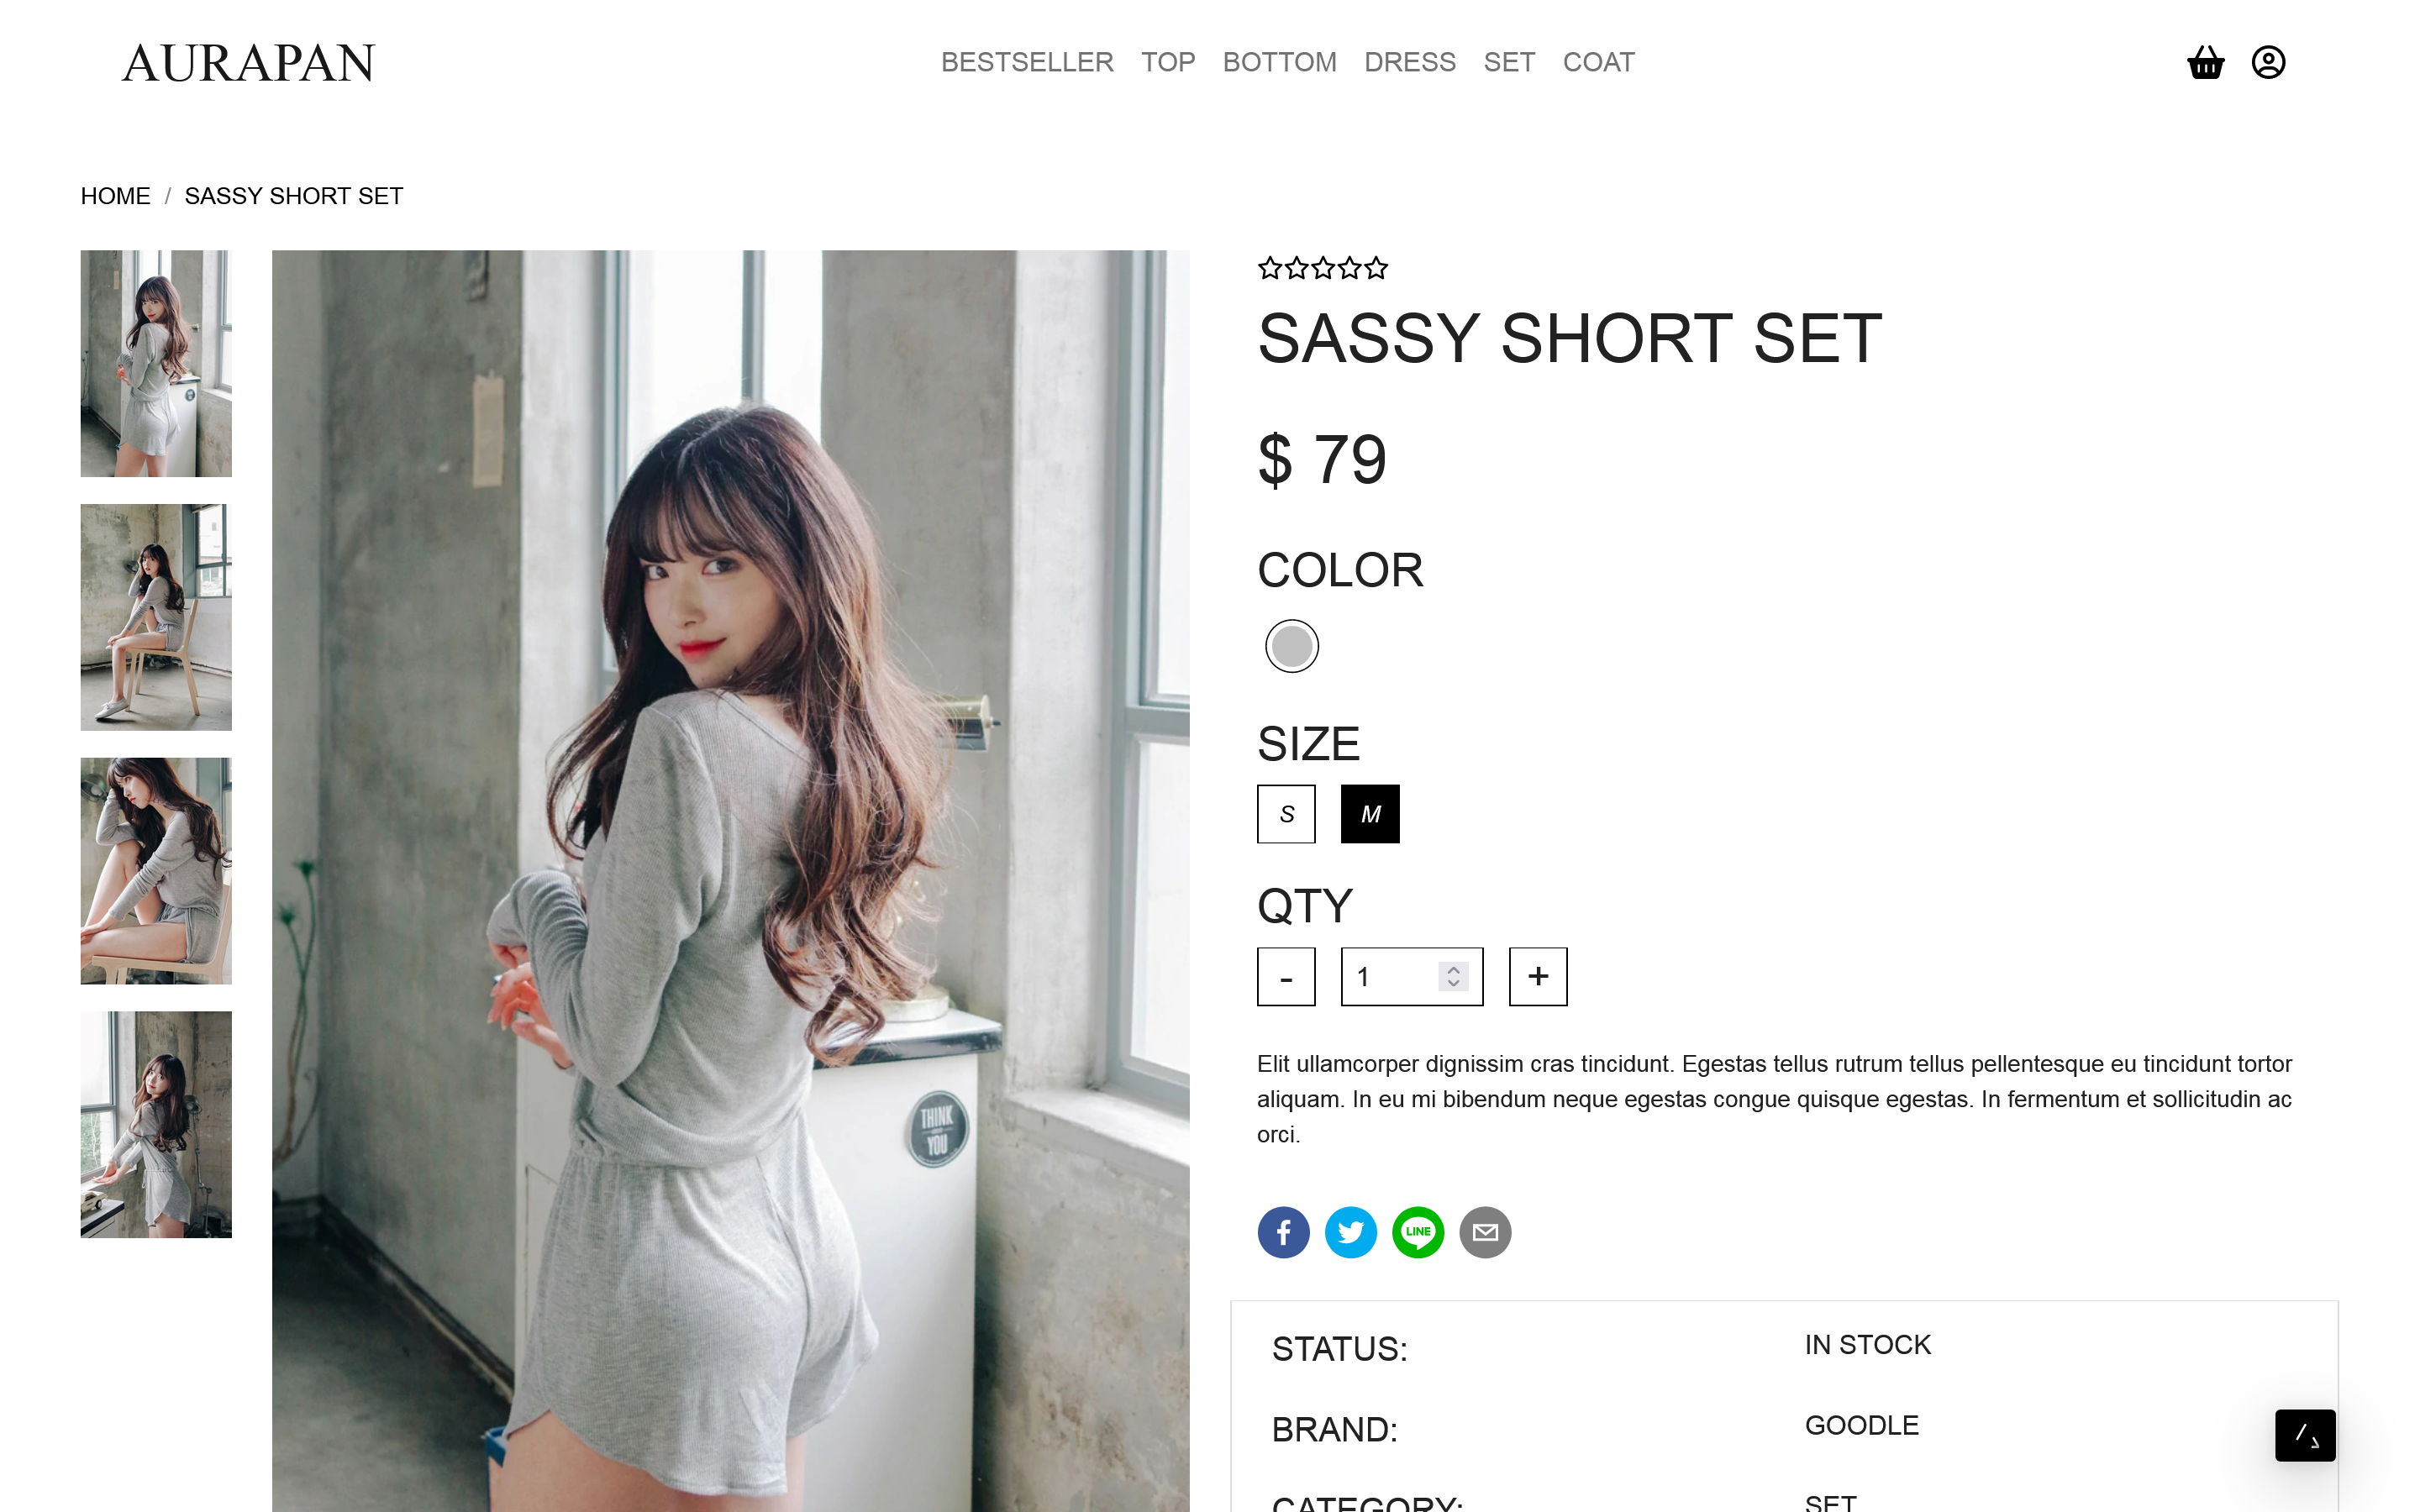 AURAPAN
BESTSELLER TOP BOTTOM DRESS SET COAT
HOME / SASSY SHORT SET
SASSY SHORT SET
$ 79
COLOR
SIZE
S M
QTY
- 1 +
Elit ullamcorper dignissim cras tincidunt. Egestas tellus rutrum tellus pellentesque eu tincidunt tortor
aliquam. In eu mi bibendum neque egestas congue quisque egestas. In fermentum et sollicitudin ac
orci.
THINK
YOU
LINE
STATUS: IN STOCK
BRAND: GOODLE
CATEGORY: SET